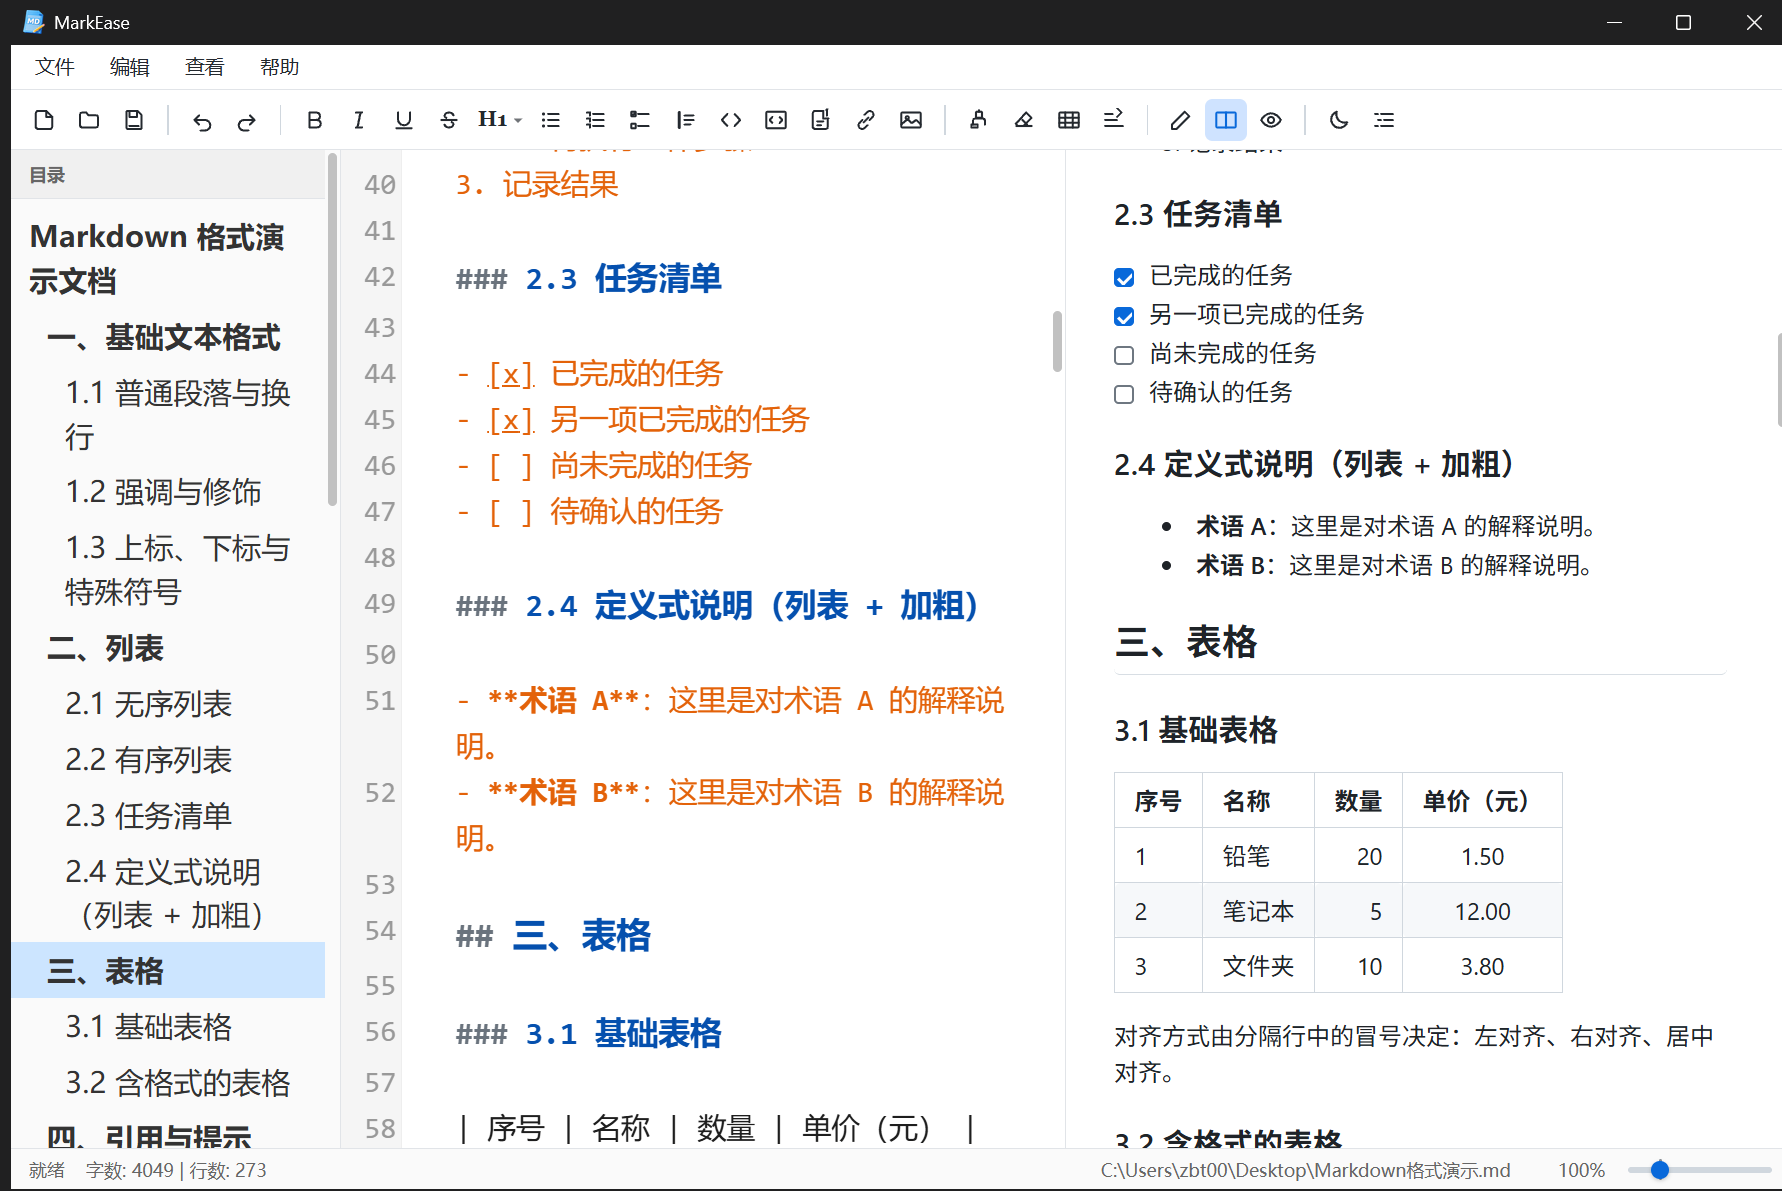 MarkEase
文件 编辑 查看 帮助
H1
目录
Markdown 格式演
示文档
一、基础文本格式
1.1 普通段落与换
行
1.2 强调与修饰
1.3 上标、下标与
特殊符号
二、列表
2.1 无序列表
2.2 有序列表
2.3 任务清单
2.4 定义式说明
（列表 + 加粗）
三、表格
3.1 基础表格
3.2 含格式的表格
四、引用与提示
40 3. 记录结果
41
42 ### 2.3 任务清单
43
44 - [x] 已完成的任务
45 - [x] 另一项已完成的任务
46 - [ ] 尚未完成的任务
47 - [ ] 待确认的任务
48
49 ### 2.4 定义式说明（列表 + 加粗）
50
51 - **术语 A**：这里是对术语 A 的解释说
明。
52 - **术语 B**：这里是对术语 B 的解释说
明。
53
54 ## 三、表格
55
56 ### 3.1 基础表格
57
58 | 序号 | 名称 | 数量 | 单价（元） |
2.3 任务清单
已完成的任务
另一项已完成的任务
尚未完成的任务
待确认的任务
2.4 定义式说明（列表 + 加粗）
• 术语 A：这里是对术语 A 的解释说明。
• 术语 B：这里是对术语 B 的解释说明。
三、表格
3.1 基础表格
序号 名称 数量 单价（元）
1 铅笔 20 1.50
2 笔记本 5 12.00
3 文件夹 10 3.80
对齐方式由分隔行中的冒号决定：左对齐、右对齐、居中
对齐。
3.2 含格式的表格
就绪 字数: 4049 | 行数: 273
C:\Users\zbt00\Desktop\Markdown格式演示.md 100%